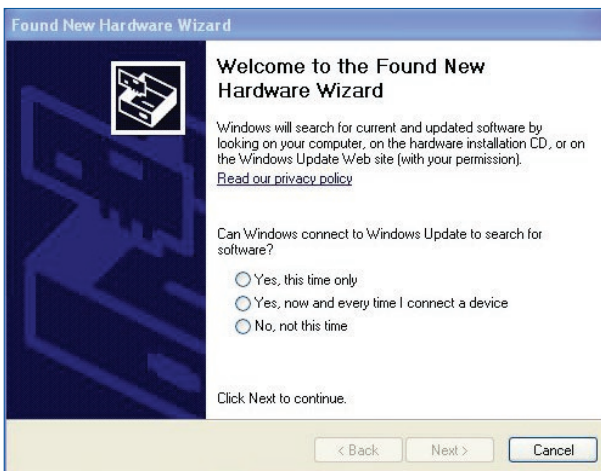 Found New Hardware Wizard
Welcome to the Found New
Hardware Wizard
Windows will search for current and updated software by
looking on your computer, on the hardware installation CD, or on
the Windows Update Web site (with your permission).
Read our privacy policy
Can Windows connect to Windows Update to search for
software?
Yes, this time only
Yes, now and every time I connect a device
No, not this time
Click Next to continue.
< Back
Next >
Cancel